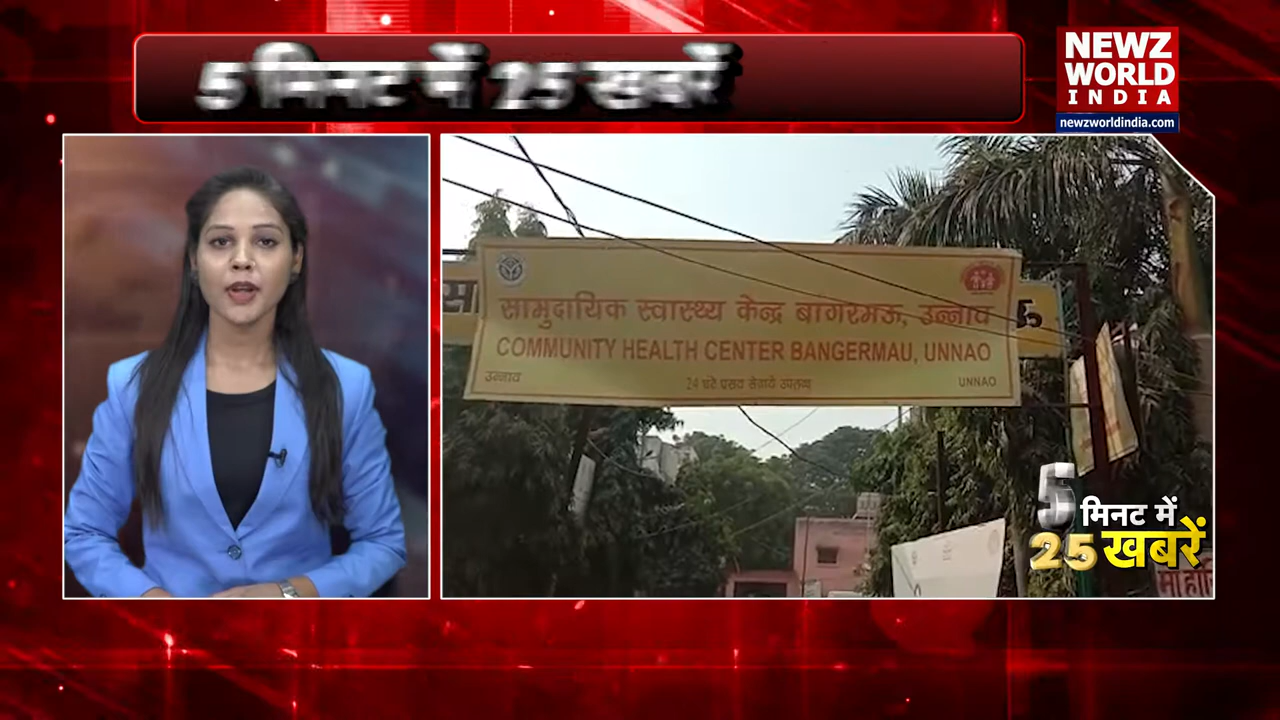 5 मिनट में 25 खबरें
NEWZ
WORLD
INDIA
newzworldindia.com
सा
सामुदायिक स्वास्थ्य केन्द्र बांगरमऊ, उन्नाव
COMMUNITY HEALTH CENTER BANGERMAU, UNNAO
उन्नाव
24 घंटे प्रसव सेवायें उपलब्ध
UNNAO
5
मिनट में
25 खबरें